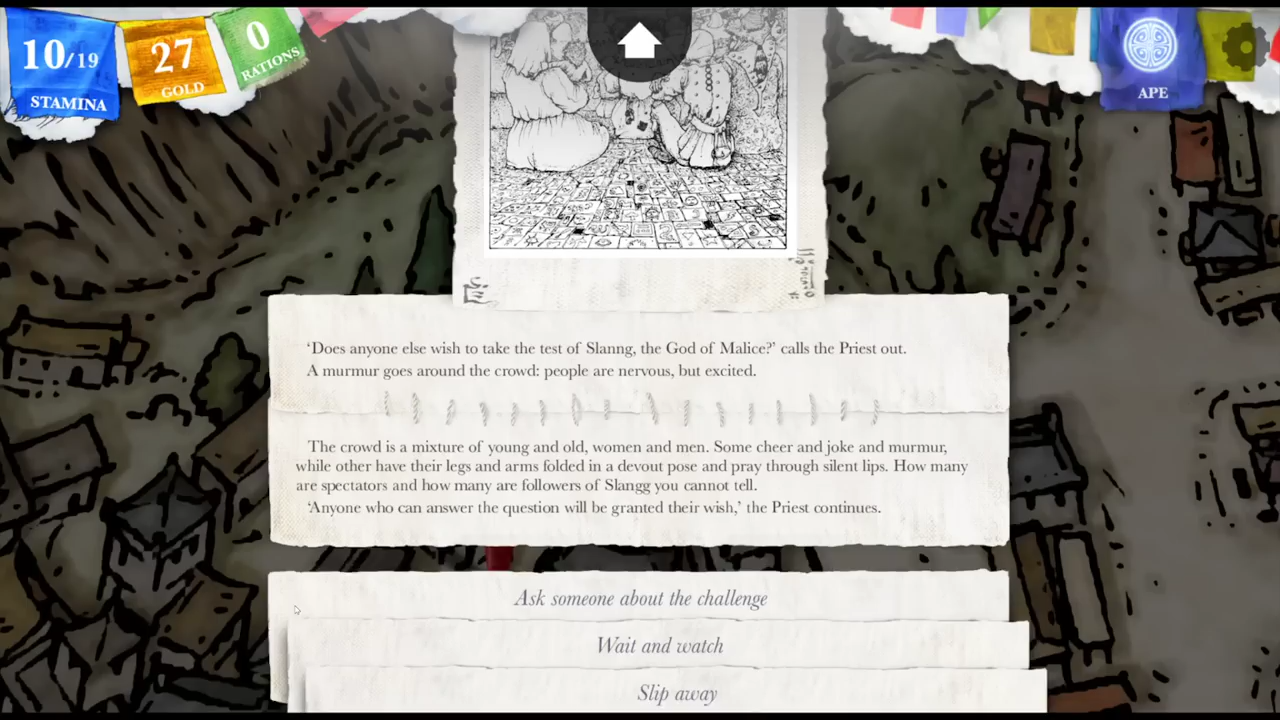 10/19
STAMINA
27
GOLD
0
RATIONS
APE
‘Does anyone else wish to take the test of Slanng, the God of Malice?’ calls the Priest out.
A murmur goes around the crowd: people are nervous, but excited.
The crowd is a mixture of young and old, women and men. Some cheer and joke and murmur,
while other have their legs and arms folded in a devout pose and pray through silent lips. How many
are spectators and how many are followers of Slangg you cannot tell.
‘Anyone who can answer the question will be granted their wish,’ the Priest continues.
Ask someone about the challenge
Wait and watch
Slip away